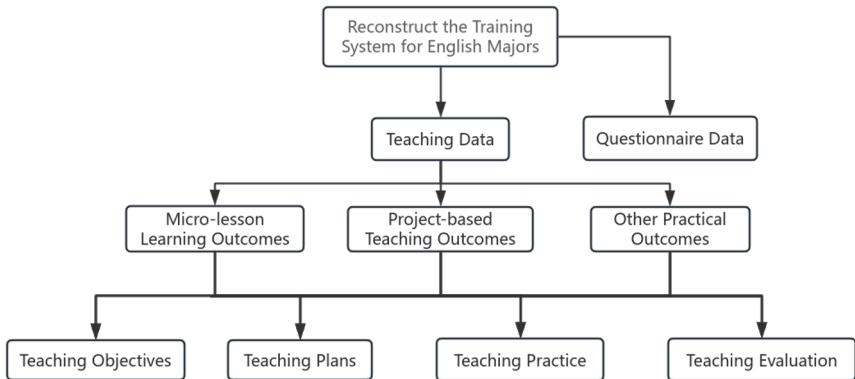 Reconstruct the Training
System for English Majors
Teaching Data
Questionnaire Data
Micro-lesson
Learning Outcomes
Project-based
Teaching Outcomes
Other Practical
Outcomes
Teaching Objectives
Teaching Plans
Teaching Practice
Teaching Evaluation